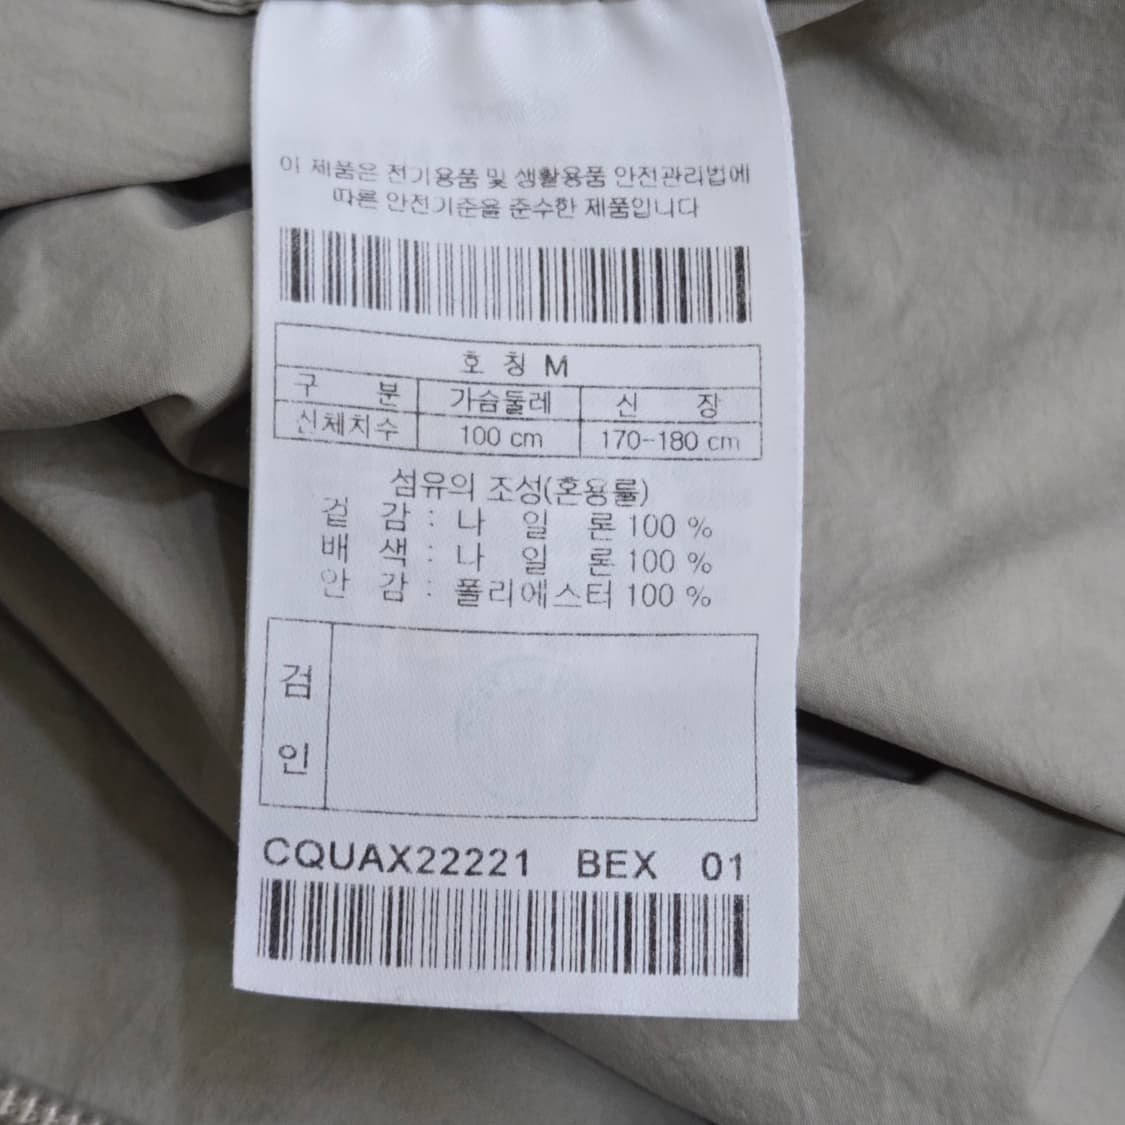 이 제품은 전기용품 및 생활용품 안전관리법에
따른 안전기준을 준수한 제품입니다
호 칭 M
구 분 가슴둘레 신 장
신체치수 100 cm 170-180 cm
섬유의 조성(혼용률)
겉 감 : 나 일 론 100 %
배 색 : 나 일 론 100 %
안 감 : 폴리에스터 100 %
검
인
CQUAX22221 BEX 01